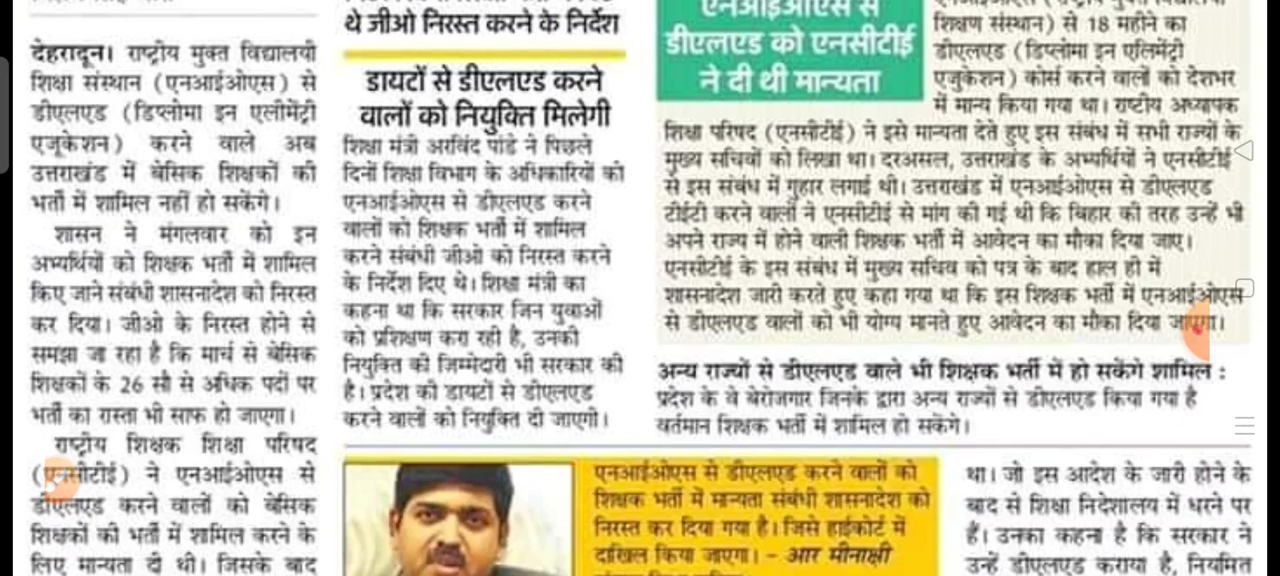 देहरादून। राष्ट्रीय मुक्त विद्यालयी
शिक्षा संस्थान (एनआईओएस) से
डीएलएड (डिप्लोमा इन एलीमेंट्री
एजूकेशन) करने वाले अब
उत्तराखंड में बेसिक शिक्षकों की
भर्ती में शामिल नहीं हो सकेंगे।
शासन ने मंगलवार को इन
अभ्यर्थियों को शिक्षक भर्ती में शामिल
किए जाने संबंधी शासनादेश को निरस्त
कर दिया। जीओ के निरस्त होने से
समझा जा रहा है कि मार्च से बेसिक
शिक्षकों के 26 सौ से अधिक पदों पर
भर्ती का रास्ता भी साफ हो जाएगा।
राष्ट्रीय शिक्षक शिक्षा परिषद
(एनसीटीई) ने एनआईओएस से
डीएलएड करने वालों को बेसिक
शिक्षकों की भर्ती में शामिल करने के
लिए मान्यता दी थी। जिसके बाद
थे जीओ निरस्त करने के निर्देश
डायटों से डीएलएड करने
वालों को नियुक्ति मिलेगी
शिक्षा मंत्री अरविंद पांडे ने पिछले
दिनों शिक्षा विभाग के अधिकारियों को
एनआईओएस से डीएलएड करने
वालों को शिक्षक भर्ती में शामिल
करने संबंधी जीओ को निरस्त करने
के निर्देश दिए थे। शिक्षा मंत्री का
कहना था कि सरकार जिन युवाओं
को प्रशिक्षण करा रही है, उनकी
नियुक्ति की जिम्मेदारी भी सरकार की
है। प्रदेश की डायटों से डीएलएड
करने वालों को नियुक्ति दी जाएगी।
एनआईओएस से
डीएलएड को एनसीटीई
ने दी थी मान्यता
शिक्षण संस्थान) से 18 महीने का
डीएलएड (डिप्लोमा इन एलिमेंट्री
एजुकेशन) कोर्स करने वालों को देशभर
में मान्य किया गया था। राष्टीय अध्यापक
शिक्षा परिषद (एनसीटीई) ने इसे मान्यता देते हुए इस संबंध में सभी राज्यों के
मुख्य सचिवों को लिखा था। दरअसल, उत्तराखंड के अभ्यर्थियों ने एनसीटीई
से इस संबंध में गुहार लगाई थी। उत्तराखंड में एनआईओएस से डीएलएड
टीईटी करने वालों ने एनसीटीई से मांग की गई थी कि बिहार की तरह उन्हें भी
अपने राज्य में होने वाली शिक्षक भर्ती में आवेदन का मौका दिया जाए।
एनसीटीई के इस संबंध में मुख्य सचिव को पत्र के बाद हाल ही में
शासनादेश जारी करते हुए कहा गया था कि इस शिक्षक भर्ती में एनआईओएस
से डीएलएड वालों को भी योग्य मानते हुए आवेदन का मौका दिया जाएगा।
अन्य राज्यों से डीएलएड वाले भी शिक्षक भर्ती में हो सकेंगे शामिल :
प्रदेश के वे बेरोजगार जिनके द्वारा अन्य राज्यों से डीएलएड किया गया है
वर्तमान शिक्षक भर्ती में शामिल हो सकेंगे।
एनआईओएस से डीएलएड करने वालों को
शिक्षक भर्ती में मान्यता संबंधी शासनादेश को
निरस्त कर दिया गया है। जिसे हाईकोर्ट में
दाखिल किया जाएगा। – आर मीनाक्षी
था। जो इस आदेश के जारी होने के
बाद से शिक्षा निदेशालय में धरने पर
हैं। उनका कहना है कि सरकार ने
उन्हें डीएलएड कराया है, नियमित